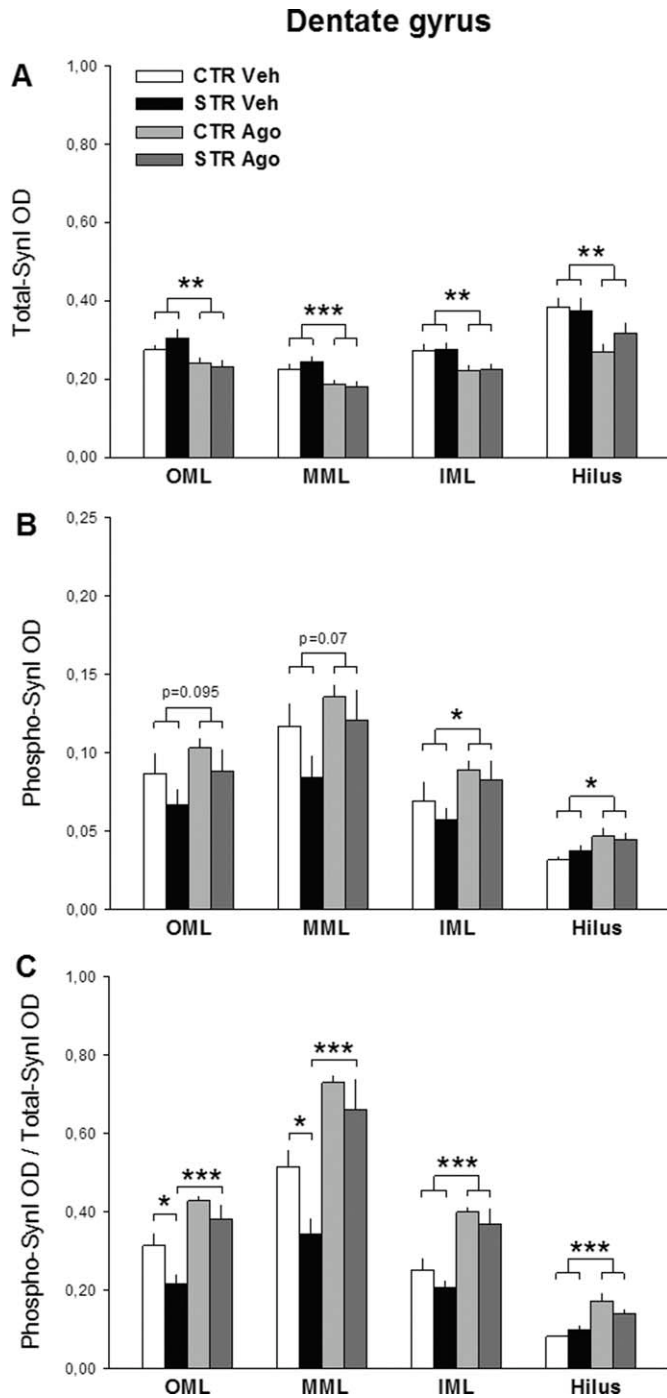 Dentate gyrus
A
Total-SynI OD
1,00
0,80
0,60
0,40
0,20
0,00
CTR Veh
STR Veh
CTR Ago
STR Ago
**
***
**
**
OML MML IML Hilus
B
Phospho-SynI OD
0,25
0,20
0,15
0,10
0,05
0,00
p=0.095
p=0.07
*
*
OML MML IML Hilus
C
Phospho-SynI OD / Total-SynI OD
1,00
0,80
0,60
0,40
0,20
0,00
*
***
*
***
***
***
OML MML IML Hilus